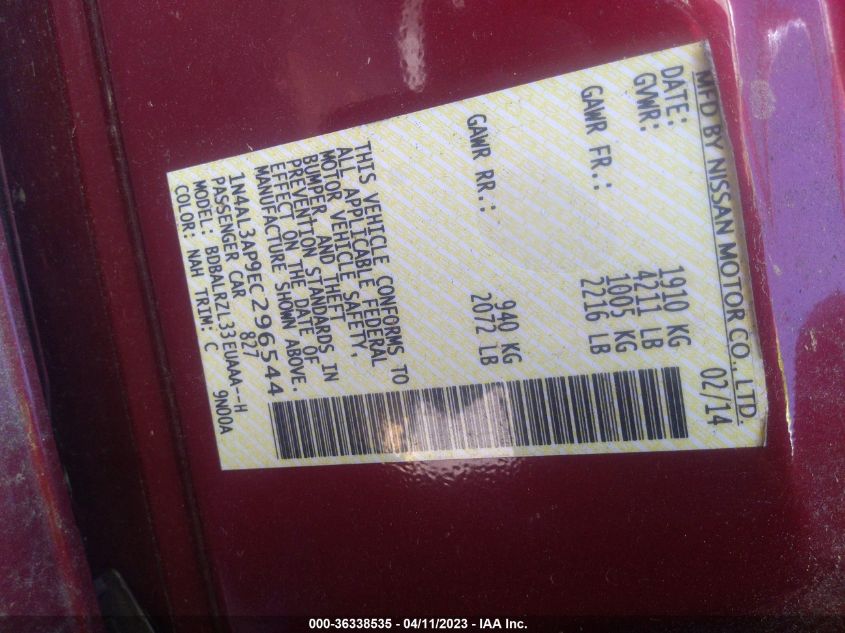 MFD BY NISSAN MOTOR CO., LTD.
DATE: 02/14
GVWR: 1910 KG
4211 LB
GAWR FR.: 1005 KG
2216 LB
GAWR RR.: 940 KG
2072 LB
THIS VEHICLE CONFORMS TO
ALL APPLICABLE FEDERAL
MOTOR VEHICLE SAFETY,
BUMPER, AND THEFT
PREVENTION STANDARDS IN
EFFECT ON THE DATE OF
MANUFACTURE SHOWN ABOVE.
1N4AL3AP9EC296544
PASSENGER CAR 827
MODEL: BDBALRZL33EUAA--H
COLOR: NAH TRIM: C 9N00A
000-36338535 - 04/11/2023 - IAA Inc.